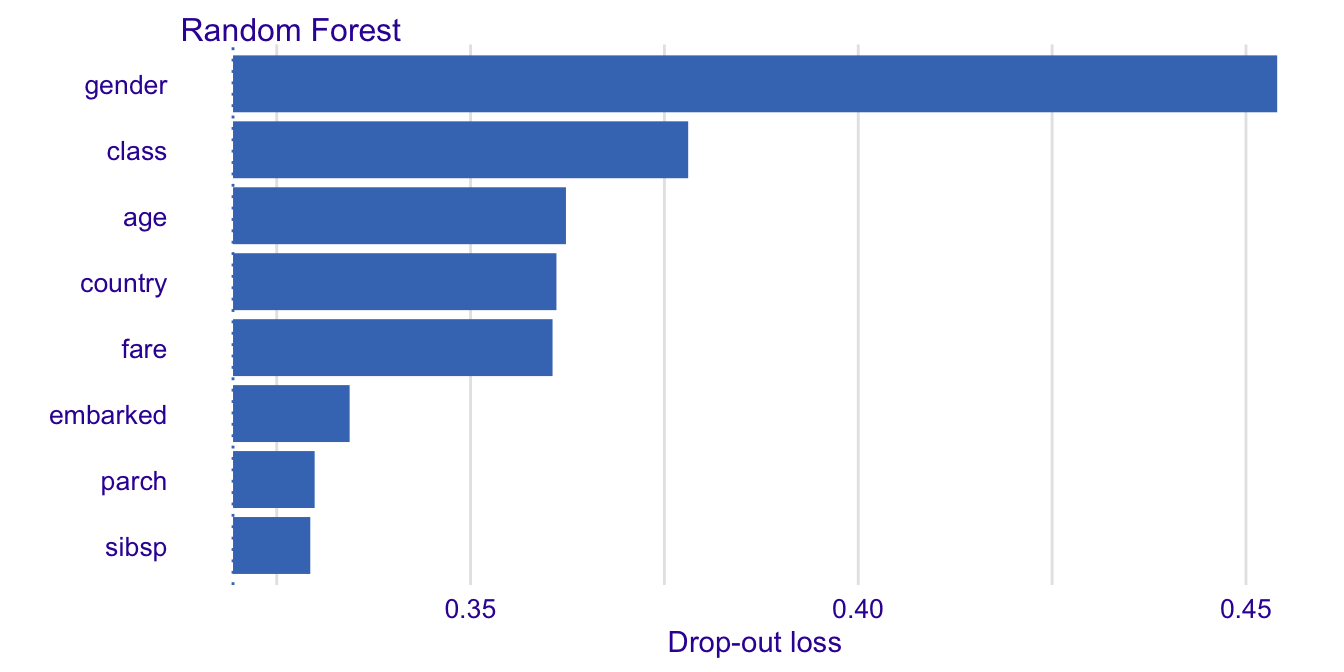 Random Forest
gender
class
age
country
fare
embarked
parch
sibsp
0.35 0.40 0.45
Drop-out loss